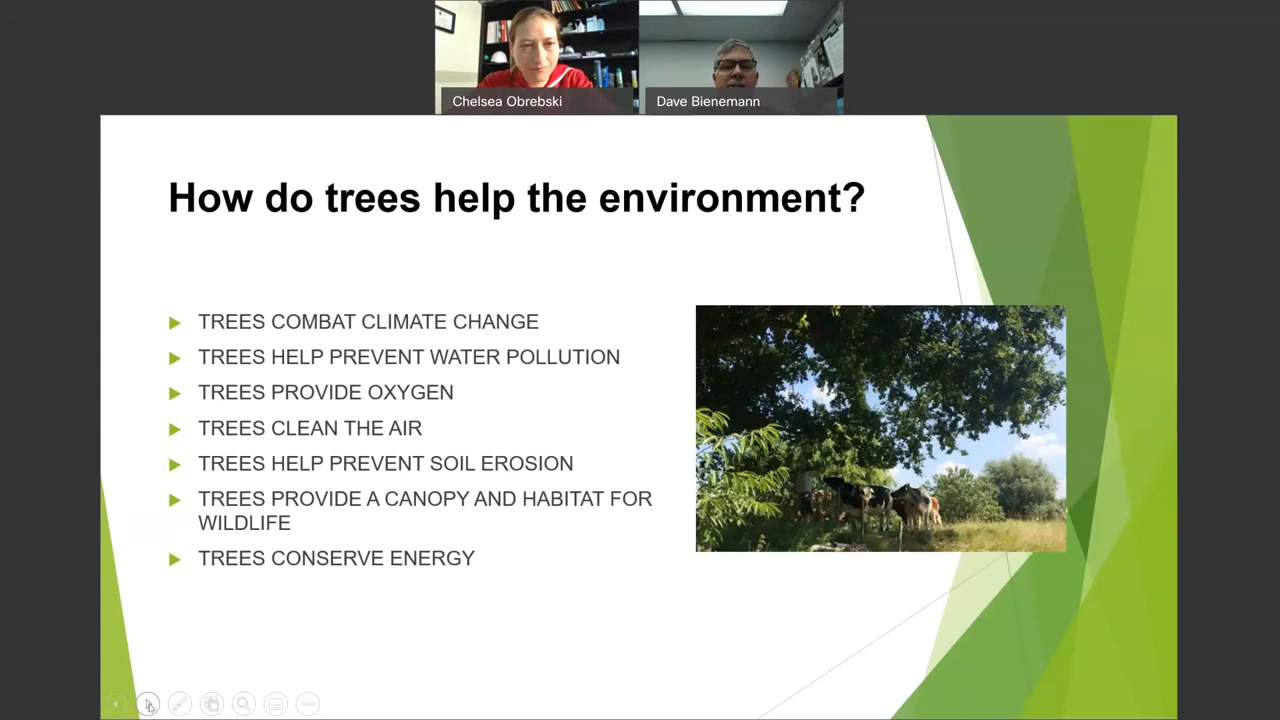 Chelsea Obrebski
Dave Bienemann
How do trees help the environment?
TREES COMBAT CLIMATE CHANGE
TREES HELP PREVENT WATER POLLUTION
TREES PROVIDE OXYGEN
TREES CLEAN THE AIR
TREES HELP PREVENT SOIL EROSION
TREES PROVIDE A CANOPY AND HABITAT FOR
WILDLIFE
TREES CONSERVE ENERGY